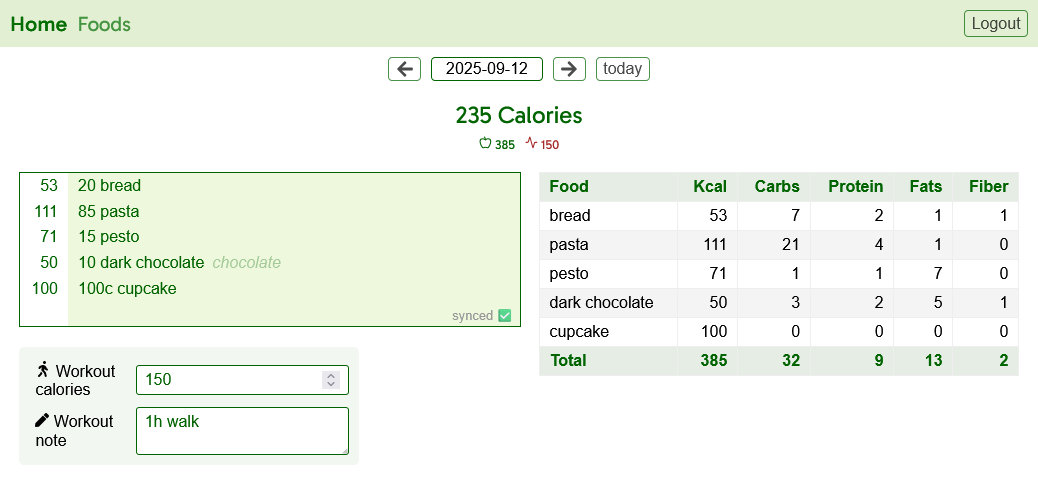 Home Foods Logout
2025-09-12 today
235 Calories
385 150
53 20 bread
111 85 pasta
71 15 pesto
50 10 dark chocolate chocolate
100 100c cupcake
synced
Workout calories 150
Workout note 1h walk
Food Kcal Carbs Protein Fats Fiber
bread 53 7 2 1 1
pasta 111 21 4 1 0
pesto 71 1 1 7 0
dark chocolate 50 3 2 5 1
cupcake 100 0 0 0 0
Total 385 32 9 13 2